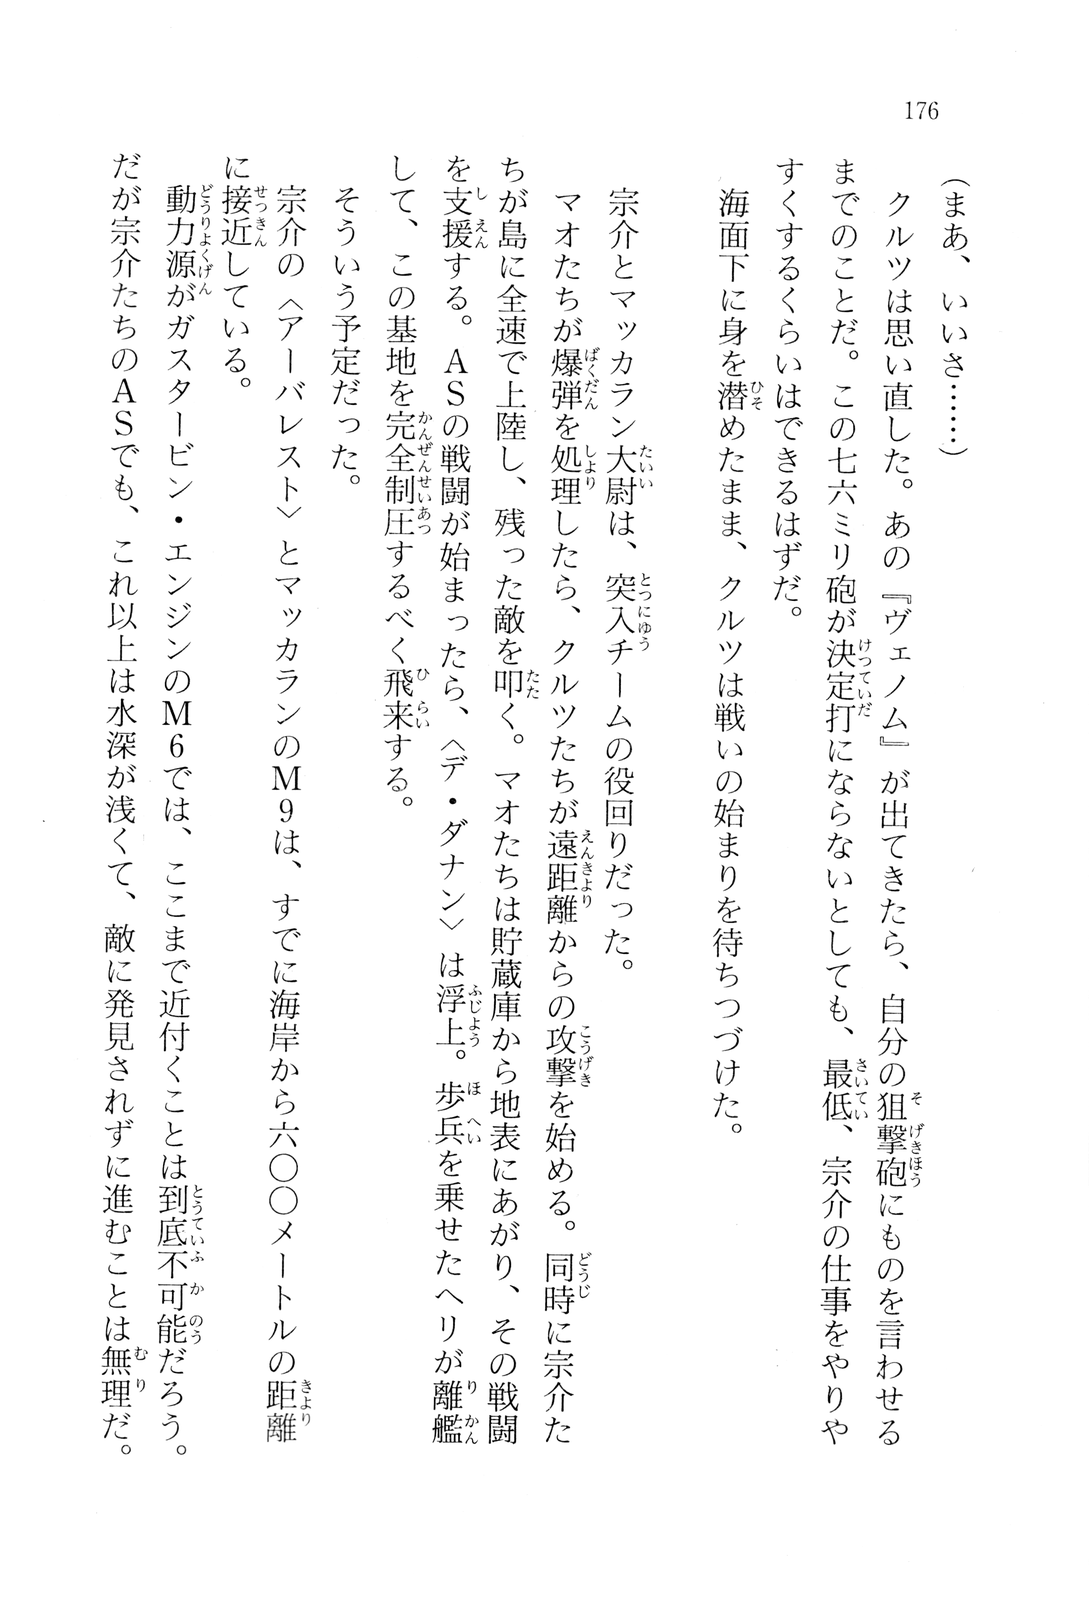 176
(まあ、いいさ……)
　クルツは思い直した。あの『ヴェノム』が出てきたら、自分の狙撃砲にものを言わせる
までのことだ。この七六ミリ砲が決定打にならないとしても、最低、宗介の仕事をやりや
すくするくらいはできるはずだ。
　海面下に身を潜めたまま、クルツは戦いの始まりを待ちつづけた。
　宗介とマッカラン大尉は、突入チームの役回りだった。
　マオたちが爆弾を処理したら、クルツたちが遠距離からの攻撃を始める。同時に宗介た
ちが島に全速で上陸し、残った敵を叩く。マオたちは貯蔵庫から地表にあがり、その戦闘
を支援する。ASの戦闘が始まったら、〈デ・ダナン〉は浮上。歩兵を乗せたヘリが離艦
して、この基地を完全制圧するべく飛来する。
　そういう予定だった。
　宗介の〈アーバレスト〉とマッカランのM9は、すでに海岸から六〇〇メートルの距離
に接近している。
　動力源がガスタービン・エンジンのM6では、ここまで近付くことは到底不可能だろう。
だが宗介たちのASでも、これ以上は水深が浅くて、敵に発見されずに進むことは無理だ。